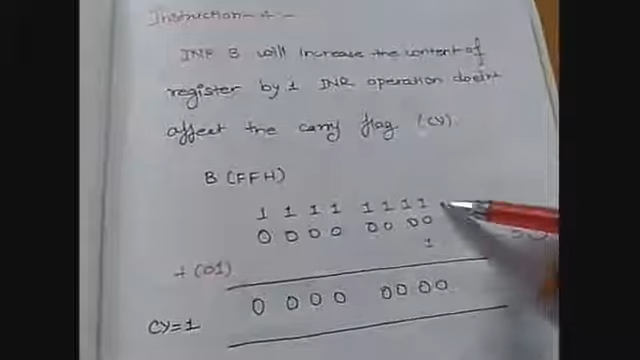 Instruction-2:-
INR B will increase the content of
register by 1 INR operation doesn't
affect the carry flag (CY).
B (FFH)
1 1 1 1 1 1 1 1
0 0 0 0 0 0 0 0
1
+ (01)
0 0 0 0 0 0 0 0
CY=1